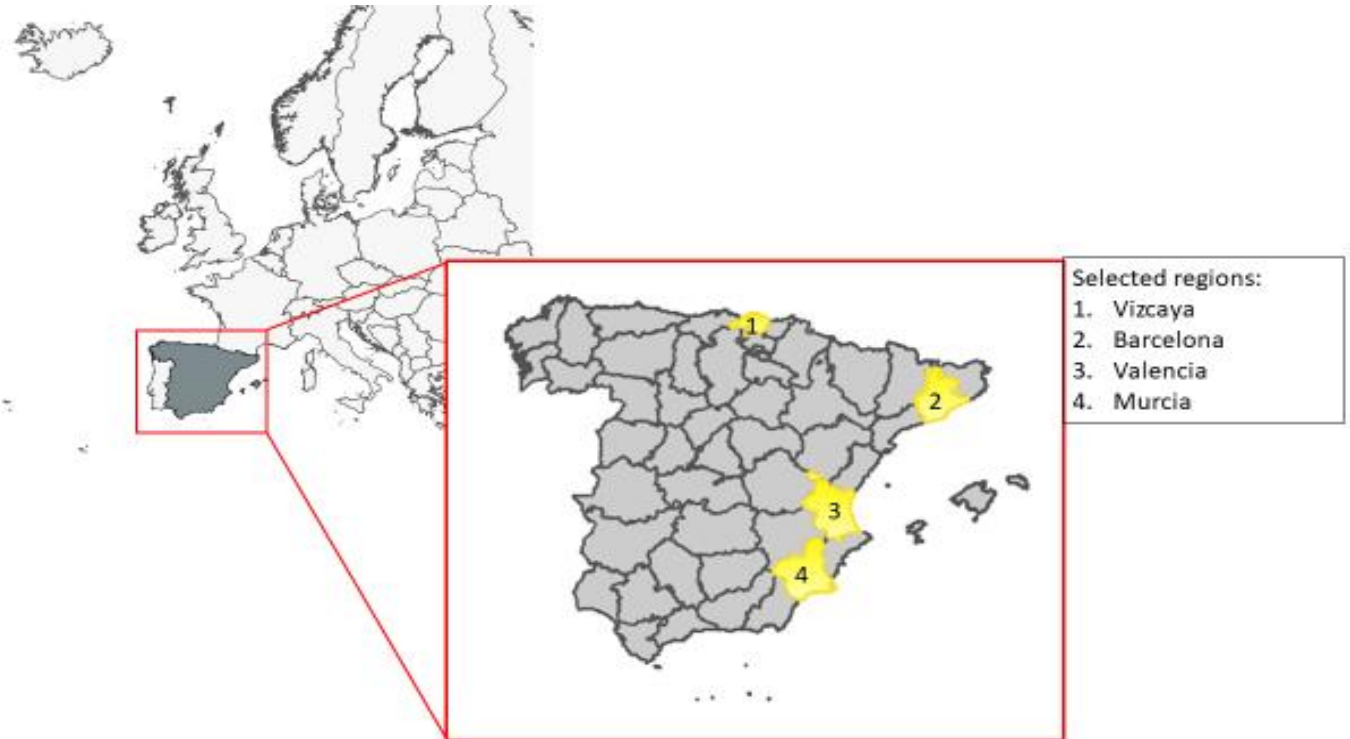 Selected regions:
1. Vizcaya
2. Barcelona
3. Valencia
4. Murcia
1
2
3
4